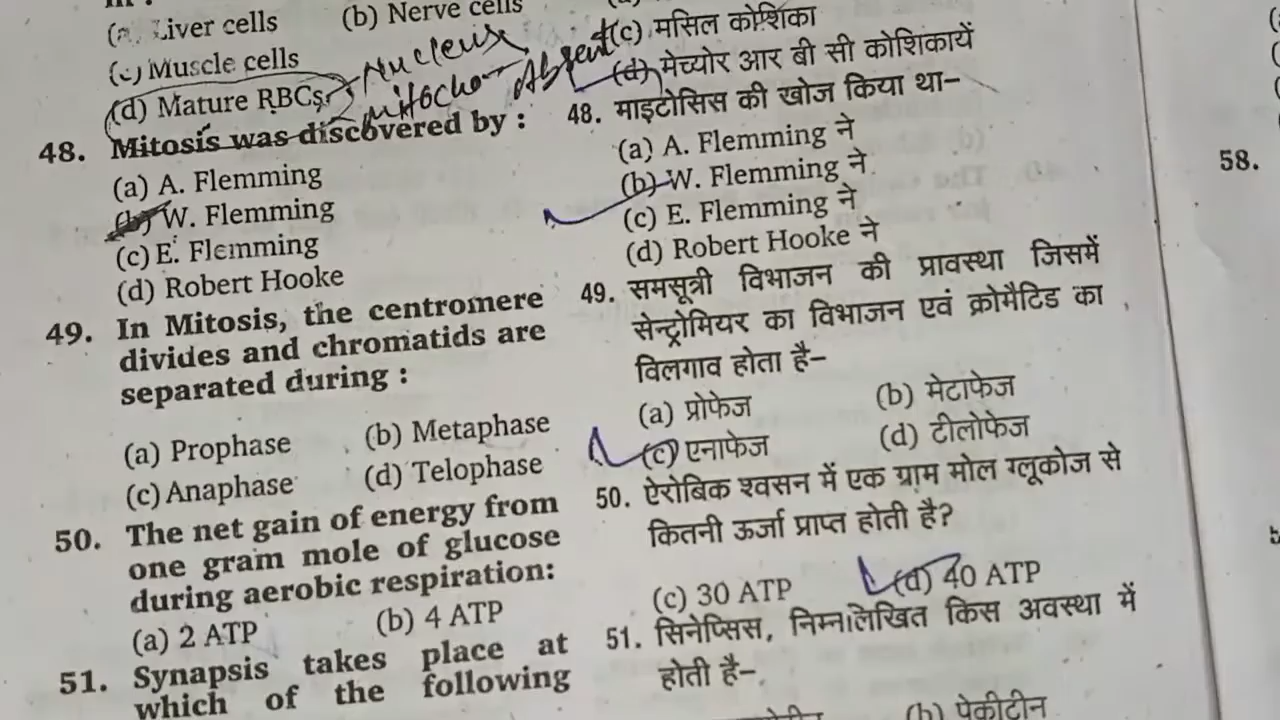 (a) Liver cells (b) Nerve cells
(c) Muscle cells
(d) Mature RBCs.
Absent
48. Mitosis was discovered by :
(a) A. Flemming
(b) W. Flemming
(c) E. Flemming
(d) Robert Hooke
49. In Mitosis, the centromere
divides and chromatids are
separated during :
(a) Prophase (b) Metaphase
(c) Anaphase (d) Telophase
50. The net gain of energy from
one gram mole of glucose
during aerobic respiration:
(a) 2 ATP (b) 4 ATP
51. Synapsis takes place at
which of the following
(c) मसिल कोशिका
(d) मेच्योर आर बी सी कोशिकायें
48. माइटोसिस की खोज किया था–
(a) A. Flemming ने
(b) W. Flemming ने
(c) E. Flemming ने
(d) Robert Hooke ने
49. समसूत्री विभाजन की प्रावस्था जिसमें
सेन्ट्रोमियर का विभाजन एवं क्रोमैटिड का
विलगाव होता है–
(a) प्रोफेज (b) मेटाफेज
(c) एनाफेज (d) टीलोफेज
50. ऐरोबिक श्वसन में एक ग्राम मोल ग्लूकोज से
कितनी ऊर्जा प्राप्त होती है?
(c) 30 ATP (d) 40 ATP
51. सिनेप्सिस, निम्नलिखित किस अवस्था में
होती है–
(b) पेकीटीन
58.